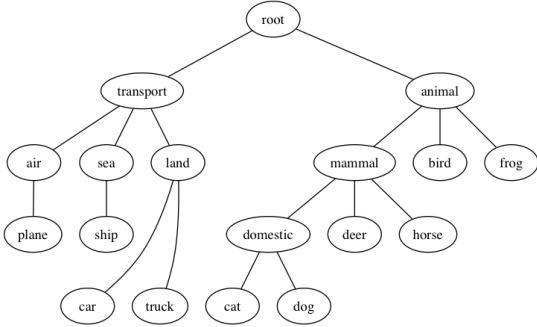 root
transport animal
air sea land mammal bird frog
plane ship domestic deer horse
car truck cat dog